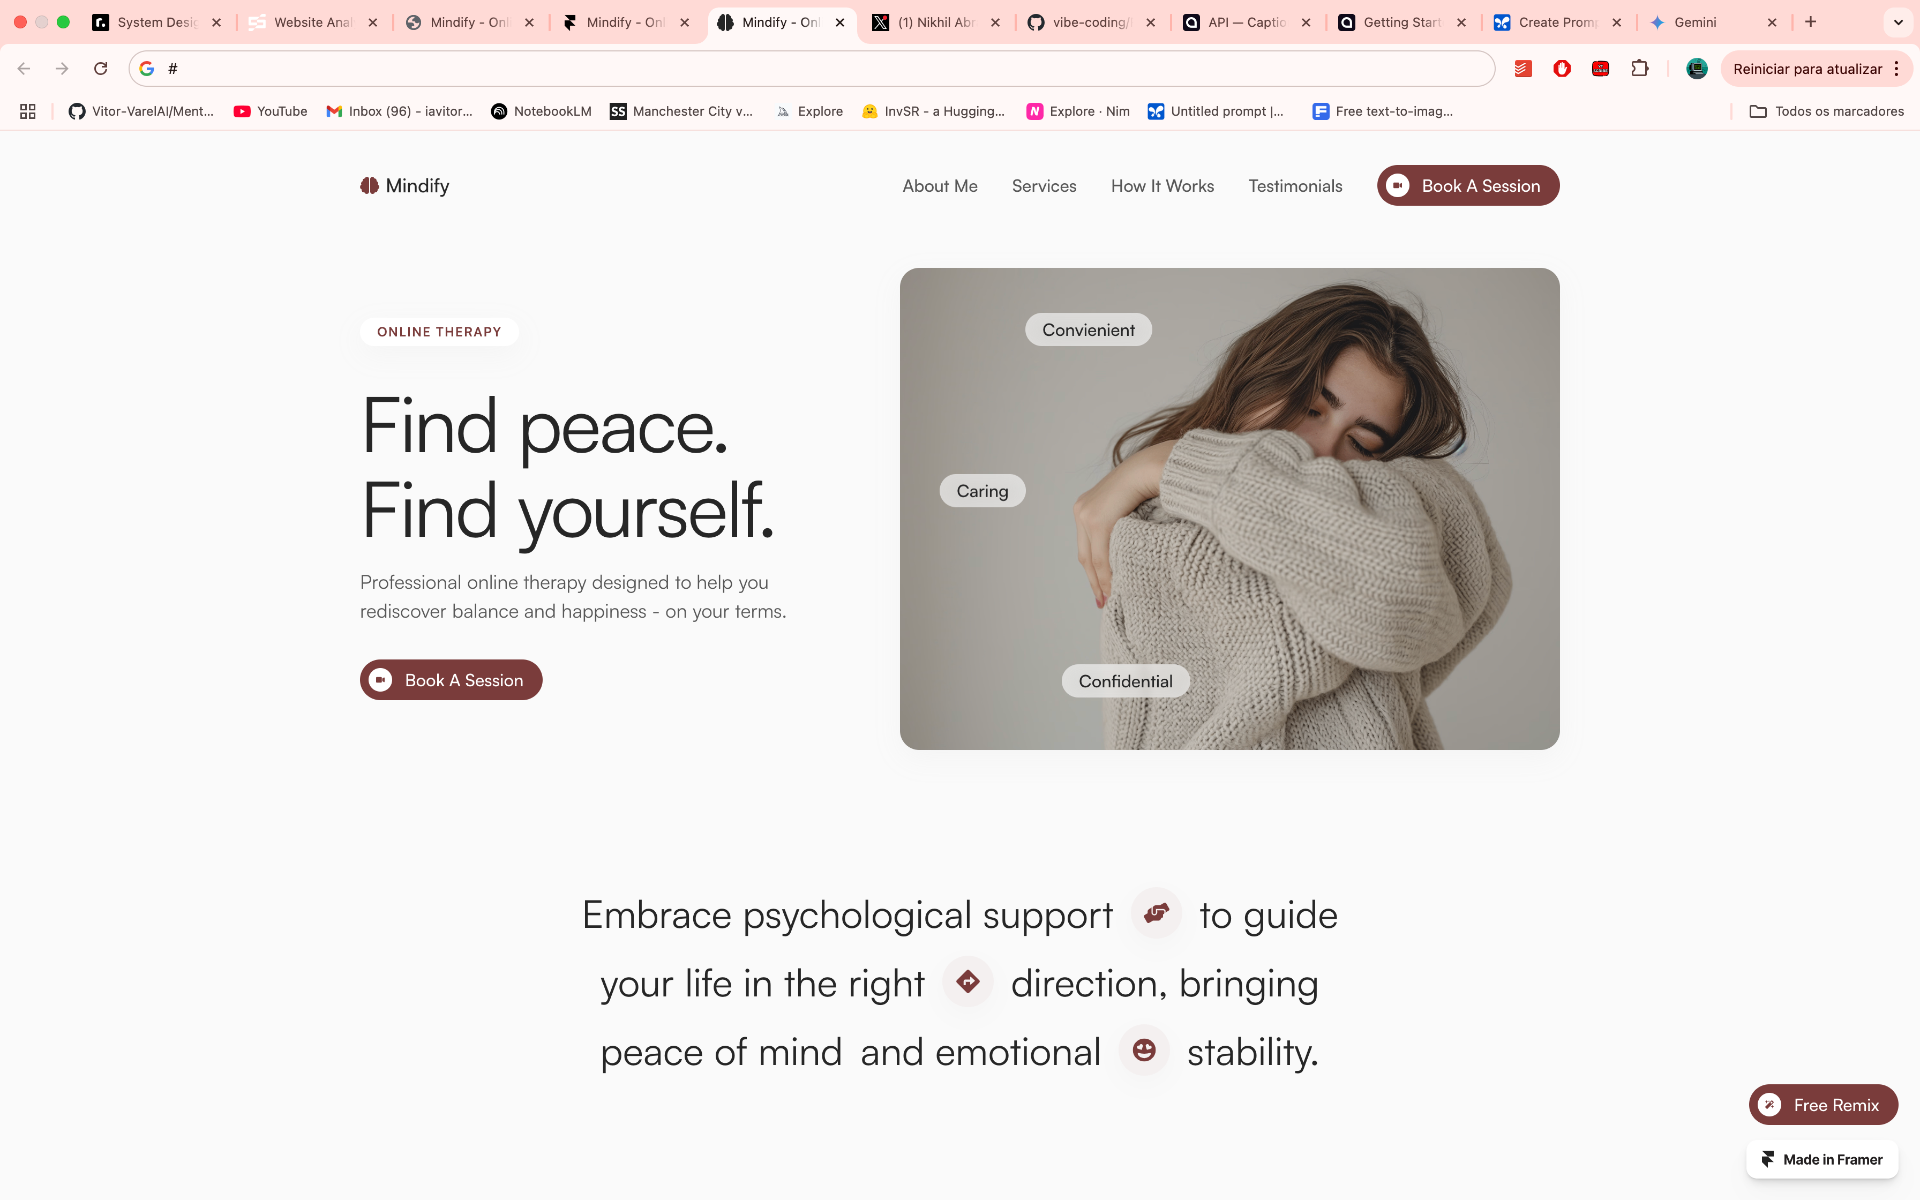 System Desig
Website Anal
Mindify - Onl
Mindify - Onl
Mindify - Onl
(1) Nikhil Abr
vibe-coding/
API — Captio
Getting Start
Create Promp
Gemini
#
Reiniciar para atualizar
Vitor-VarelAI/Ment...
YouTube
Inbox (96) - iavitor...
NotebookLM
SS
Manchester City v...
Explore
InvSR - a Hugging...
Explore · Nim
Untitled prompt |...
Free text-to-imag...
Todos os marcadores
Mindify
About Me
Services
How It Works
Testimonials
Book A Session
ONLINE THERAPY
Find peace.
Find yourself.
Professional online therapy designed to help you
rediscover balance and happiness - on your terms.
Book A Session
Convienient
Caring
Confidential
Embrace psychological support to guide
your life in the right direction, bringing
peace of mind and emotional stability.
Free Remix
Made in Framer